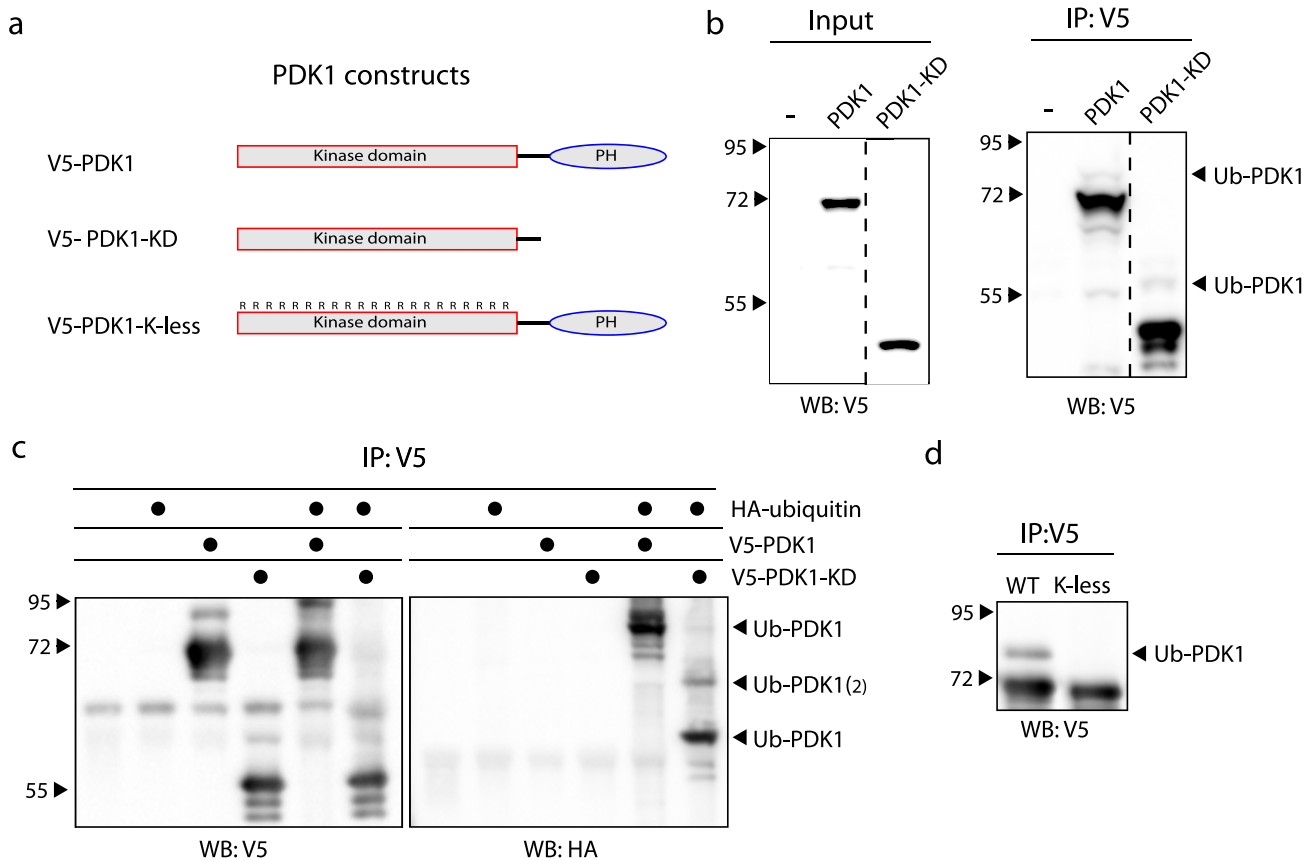 a
PDK1 constructs
V5-PDK1
Kinase domain
PH
V5- PDK1-KD
Kinase domain
V5-PDK1-K-less
R R R R R R R R R R R R R R R R R R R R
Kinase domain
PH
b
Input
- PDK1 PDK1-KD
95
72
55
WB: V5
IP: V5
- PDK1 PDK1-KD
95
72
55
Ub-PDK1
Ub-PDK1
WB: V5
c
IP: V5
HA-ubiquitin
V5-PDK1
V5-PDK1-KD
95
72
55
Ub-PDK1
Ub-PDK1(2)
Ub-PDK1
WB: V5
WB: HA
d
IP:V5
WT K-less
95
72
Ub-PDK1
WB: V5